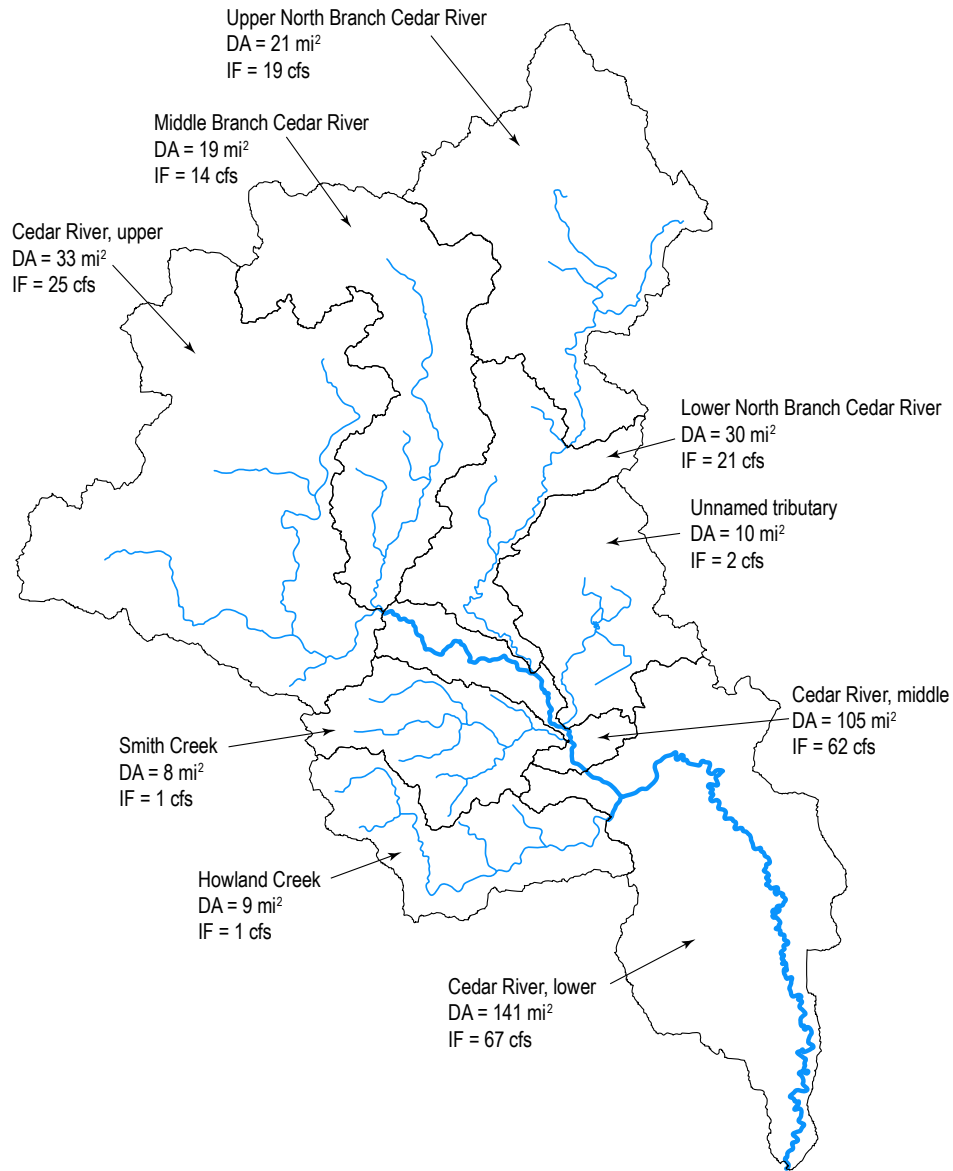 Upper North Branch Cedar River
DA = 21 mi²
IF = 19 cfs
Middle Branch Cedar River
DA = 19 mi²
IF = 14 cfs
Cedar River, upper
DA = 33 mi²
IF = 25 cfs
Lower North Branch Cedar River
DA = 30 mi²
IF = 21 cfs
Unnamed tributary
DA = 10 mi²
IF = 2 cfs
Cedar River, middle
DA = 105 mi²
IF = 62 cfs
Smith Creek
DA = 8 mi²
IF = 1 cfs
Howland Creek
DA = 9 mi²
IF = 1 cfs
Cedar River, lower
DA = 141 mi²
IF = 67 cfs